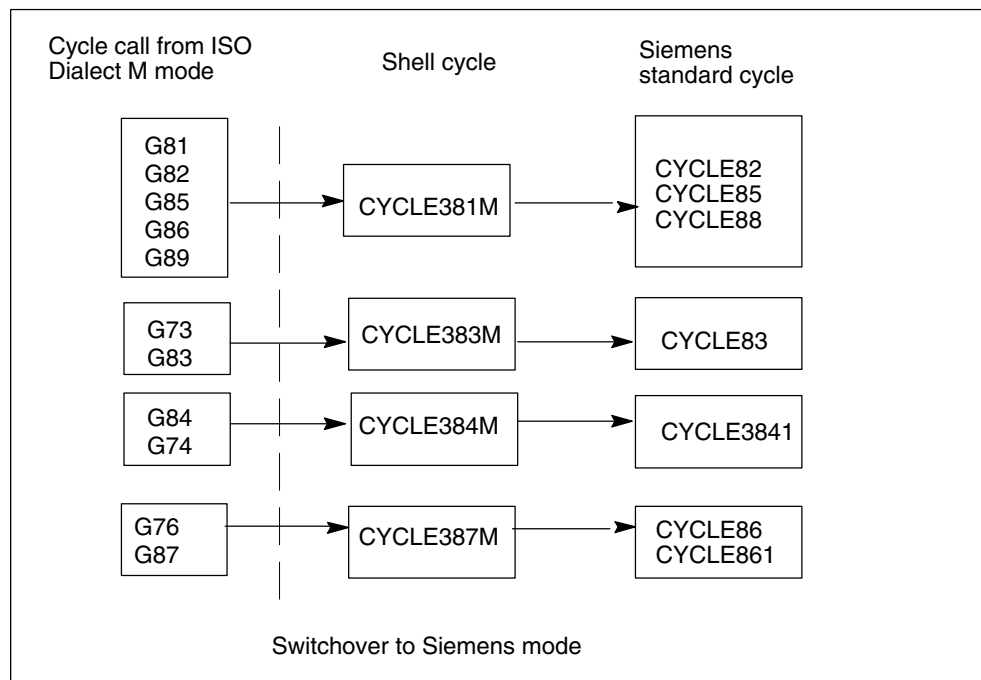 Cycle call from ISO
Dialect M mode
Shell cycle
Siemens
standard cycle
G81
G82
G85
G86
G89
CYCLE381M
CYCLE82
CYCLE85
CYCLE88
G73
G83
CYCLE383M
CYCLE83
G84
G74
CYCLE384M
CYCLE3841
G76
G87
CYCLE387M
CYCLE86
CYCLE861
Switchover to Siemens mode